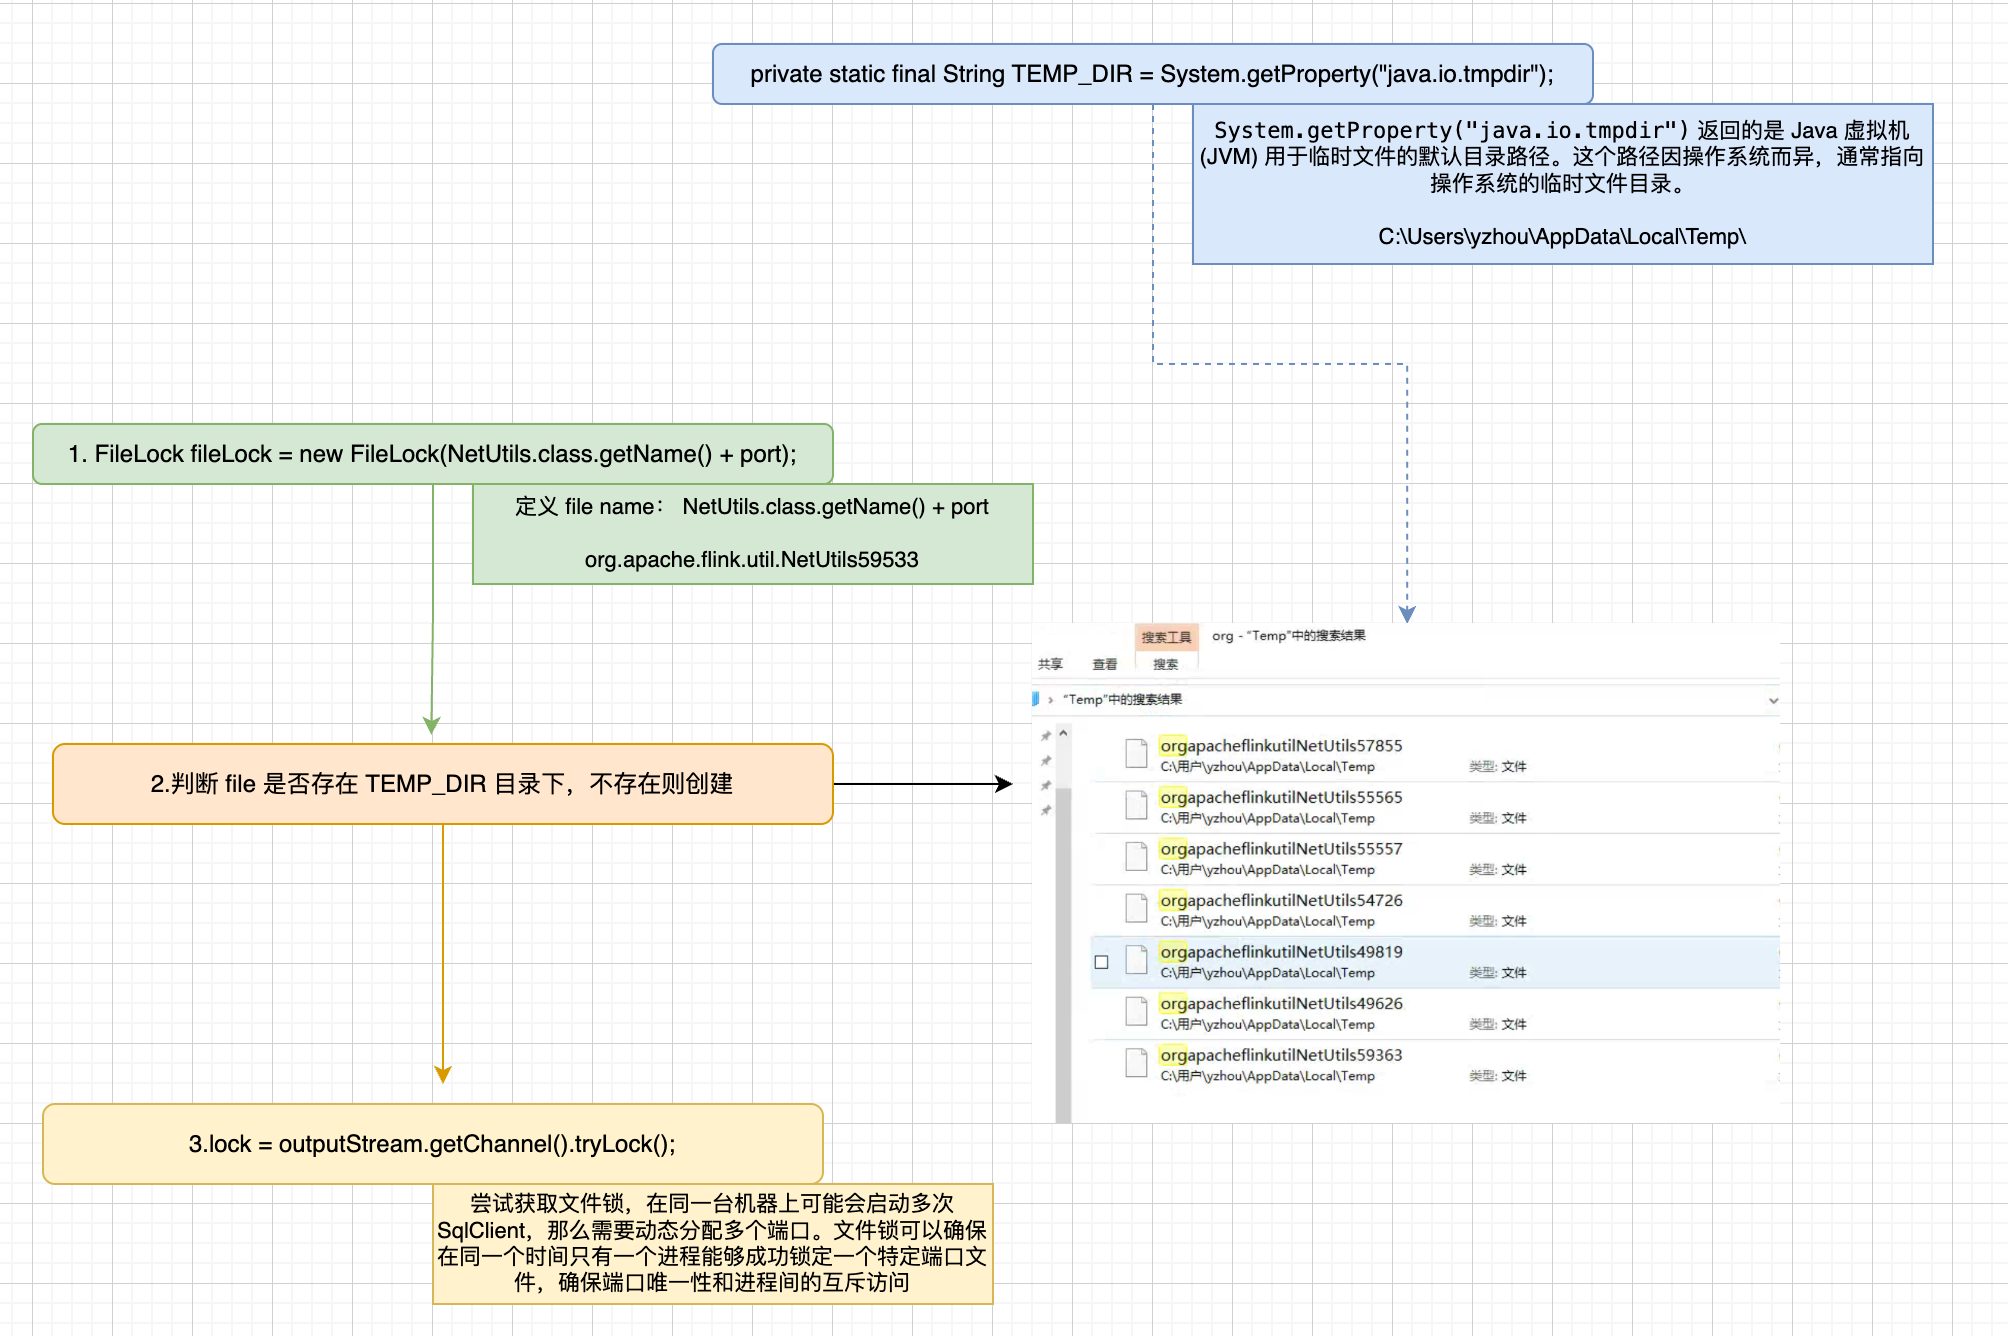 private static final String TEMP_DIR = System.getProperty("java.io.tmpdir");
System.getProperty("java.io.tmpdir") 返回的是 Java 虚拟机
(JVM) 用于临时文件的默认目录路径。这个路径因操作系统而异，通常指向
操作系统的临时文件目录。
C:\Users\yzhou\AppData\Local\Temp\
1. FileLock fileLock = new FileLock(NetUtils.class.getName() + port);
定义 file name： NetUtils.class.getName() + port
org.apache.flink.util.NetUtils59533
2.判断 file 是否存在 TEMP_DIR 目录下，不存在则创建
3.lock = outputStream.getChannel().tryLock();
尝试获取文件锁，在同一台机器上可能会启动多次
SqlClient，那么需要动态分配多个端口。文件锁可以确保
在同一个时间只有一个进程能够成功锁定一个特定端口文
件，确保端口唯一性和进程间的互斥访问
搜索工具 org - "Temp"中的搜索结果
共享 查看 搜索
› "Temp"中的搜索结果
orgapacheflinkutilNetUtils57855
C:\用户\yzhou\AppData\Local\Temp 类型: 文件
orgapacheflinkutilNetUtils55565
C:\用户\yzhou\AppData\Local\Temp 类型: 文件
orgapacheflinkutilNetUtils55557
C:\用户\yzhou\AppData\Local\Temp 类型: 文件
orgapacheflinkutilNetUtils54726
C:\用户\yzhou\AppData\Local\Temp 类型: 文件
orgapacheflinkutilNetUtils49819
C:\用户\yzhou\AppData\Local\Temp 类型: 文件
orgapacheflinkutilNetUtils49626
C:\用户\yzhou\AppData\Local\Temp 类型: 文件
orgapacheflinkutilNetUtils59363
C:\用户\yzhou\AppData\Local\Temp 类型: 文件